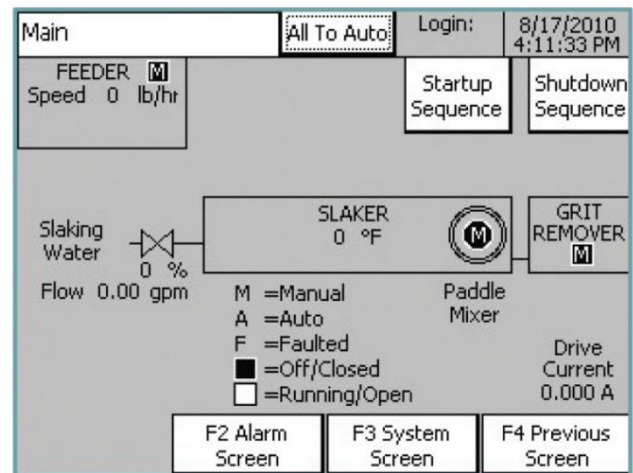 Main
All To Auto
Login:
8/17/2010
4:11:33 PM
FEEDER M
Speed 0 lb/hr
Startup
Sequence
Shutdown
Sequence
Slaking
Water
0 %
Flow 0.00 gpm
SLAKER
0 °F
M
Paddle
Mixer
GRIT
REMOVER
M
M =Manual
A =Auto
F =Faulted
=Off/Closed
=Running/Open
Drive
Current
0.000 A
F2 Alarm
Screen
F3 System
Screen
F4 Previous
Screen